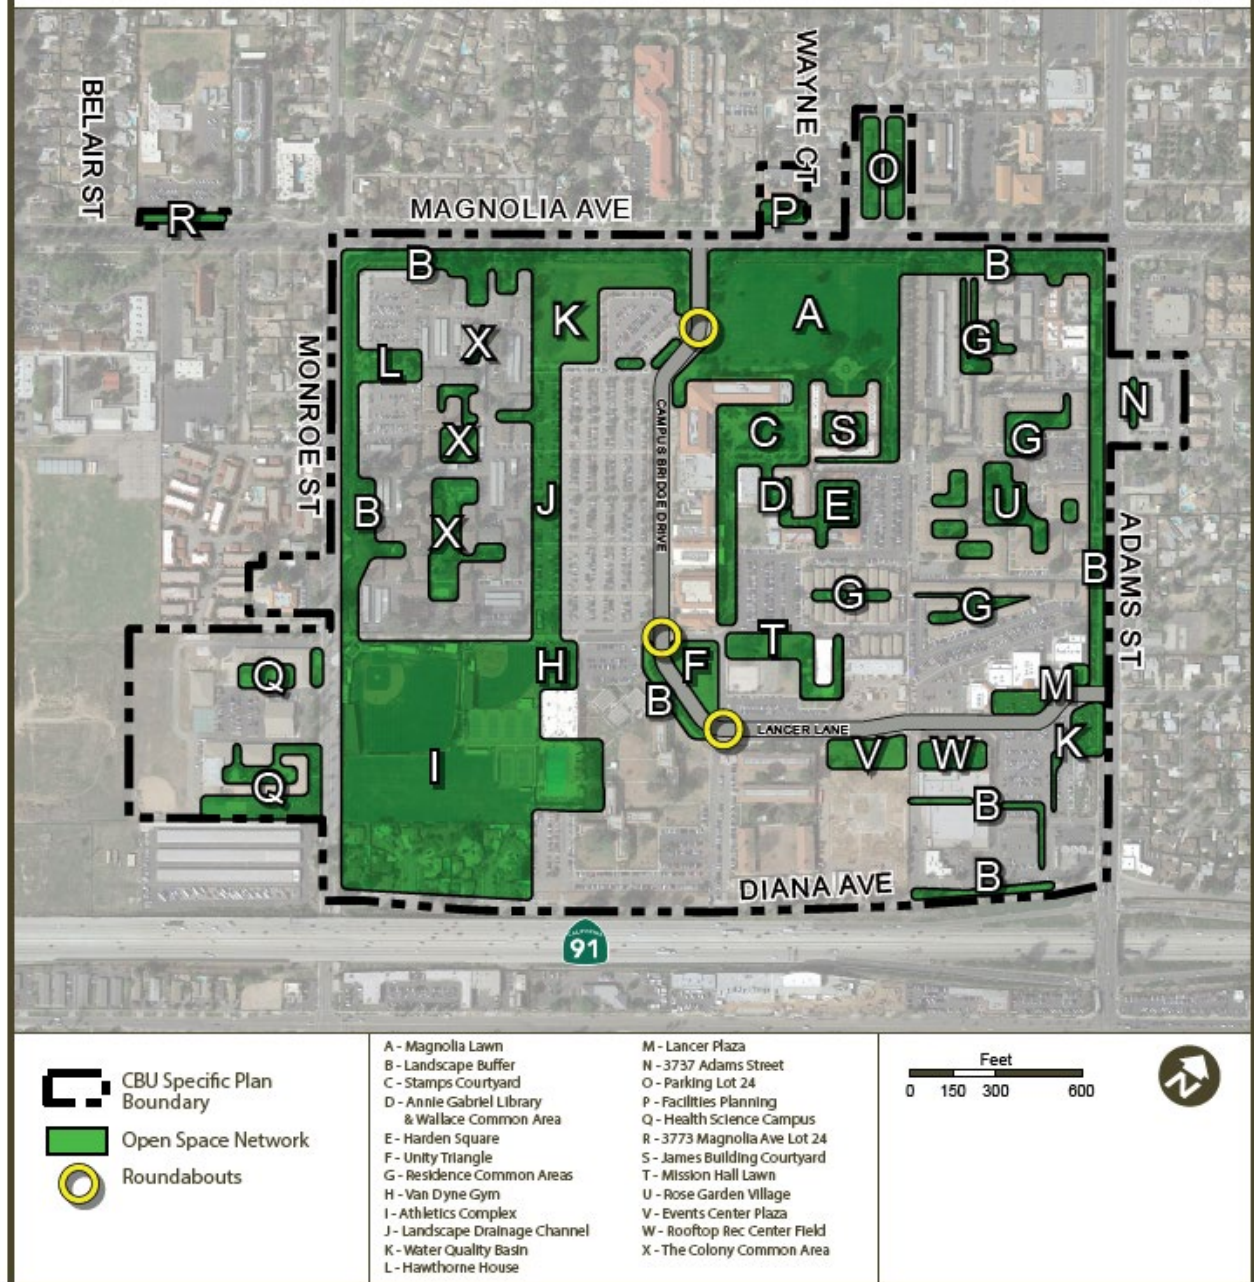 BELAIR ST
WAYNE CT
O
R
MAGNOLIA AVE
P
B
B
K
A
X
G
L
MONROE ST
N
CAMPUS BRIDGE DRIVE
C
S
G
X
J
D
E
U
B
X
ADAMS ST
B
G
G
T
H
F
Q
M
B
LANCER LANE
K
I
V
W
Q
B
DIANA AVE
B
CALIFORNIA
91
CBU Specific Plan
Boundary
Open Space Network
Roundabouts
A - Magnolia Lawn
B - Landscape Buffer
C - Stamps Courtyard
D - Annie Gabriel Library
& Wallace Common Area
E - Harden Square
F - Unity Triangle
G - Residence Common Areas
H - Van Dyne Gym
I - Athletics Complex
J - Landscape Drainage Channel
K - Water Quality Basin
L - Hawthorne House
M - Lancer Plaza
N - 3737 Adams Street
O - Parking Lot 24
P - Facilities Planning
Q - Health Science Campus
R - 3773 Magnolia Ave Lot 24
S - James Building Courtyard
T - Mission Hall Lawn
U - Rose Garden Village
V - Events Center Plaza
W - Rooftop Rec Center Field
X - The Colony Common Area
Feet
0 150 300 600
N